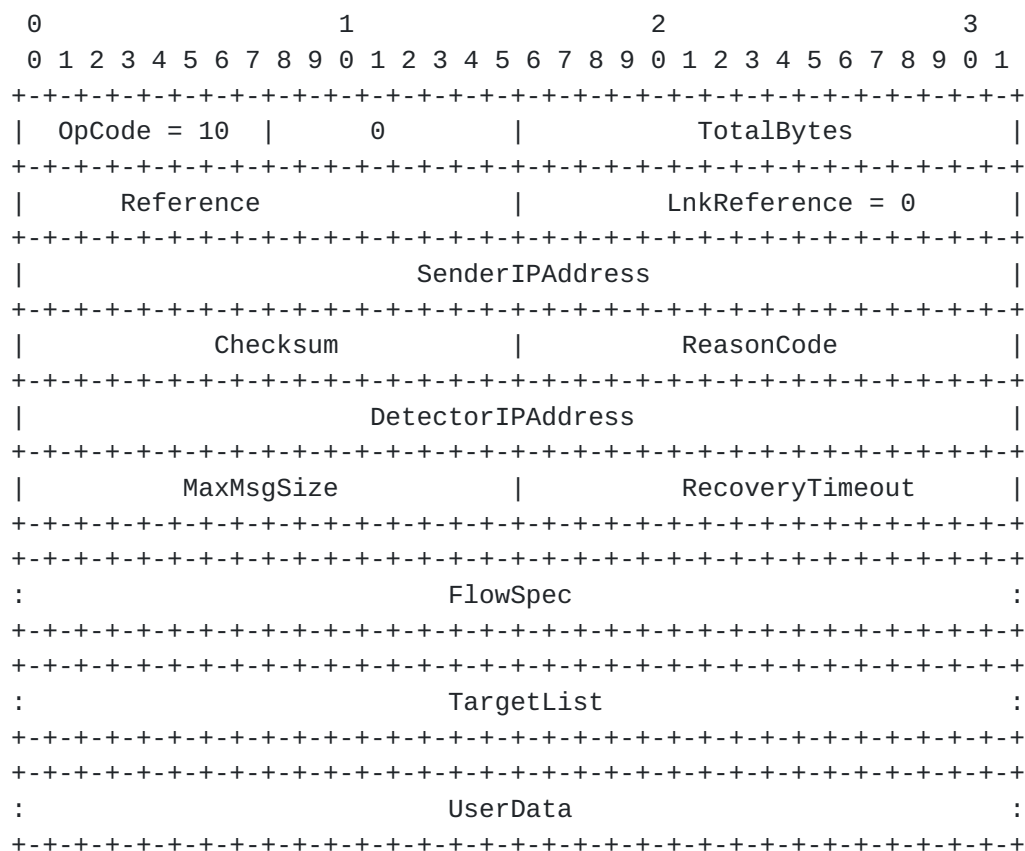 0                   1                   2                   3
 0 1 2 3 4 5 6 7 8 9 0 1 2 3 4 5 6 7 8 9 0 1 2 3 4 5 6 7 8 9 0 1
+-+-+-+-+-+-+-+-+-+-+-+-+-+-+-+-+-+-+-+-+-+-+-+-+-+-+-+-+-+-+-+-+
|  OpCode = 10  |      0        |           TotalBytes          |
+-+-+-+-+-+-+-+-+-+-+-+-+-+-+-+-+-+-+-+-+-+-+-+-+-+-+-+-+-+-+-+-+
|      Reference                |         LnkReference = 0      |
+-+-+-+-+-+-+-+-+-+-+-+-+-+-+-+-+-+-+-+-+-+-+-+-+-+-+-+-+-+-+-+-+
|                         SenderIPAddress                       |
+-+-+-+-+-+-+-+-+-+-+-+-+-+-+-+-+-+-+-+-+-+-+-+-+-+-+-+-+-+-+-+-+
|            Checksum           |          ReasonCode           |
+-+-+-+-+-+-+-+-+-+-+-+-+-+-+-+-+-+-+-+-+-+-+-+-+-+-+-+-+-+-+-+-+
|                      DetectorIPAddress                        |
+-+-+-+-+-+-+-+-+-+-+-+-+-+-+-+-+-+-+-+-+-+-+-+-+-+-+-+-+-+-+-+-+
|          MaxMsgSize           |          RecoveryTimeout      |
+-+-+-+-+-+-+-+-+-+-+-+-+-+-+-+-+-+-+-+-+-+-+-+-+-+-+-+-+-+-+-+-+
+-+-+-+-+-+-+-+-+-+-+-+-+-+-+-+-+-+-+-+-+-+-+-+-+-+-+-+-+-+-+-+-+
:                           FlowSpec                            :
+-+-+-+-+-+-+-+-+-+-+-+-+-+-+-+-+-+-+-+-+-+-+-+-+-+-+-+-+-+-+-+-+
+-+-+-+-+-+-+-+-+-+-+-+-+-+-+-+-+-+-+-+-+-+-+-+-+-+-+-+-+-+-+-+-+
:                           TargetList                          :
+-+-+-+-+-+-+-+-+-+-+-+-+-+-+-+-+-+-+-+-+-+-+-+-+-+-+-+-+-+-+-+-+
+-+-+-+-+-+-+-+-+-+-+-+-+-+-+-+-+-+-+-+-+-+-+-+-+-+-+-+-+-+-+-+-+
:                           UserData                            :
+-+-+-+-+-+-+-+-+-+-+-+-+-+-+-+-+-+-+-+-+-+-+-+-+-+-+-+-+-+-+-+-+